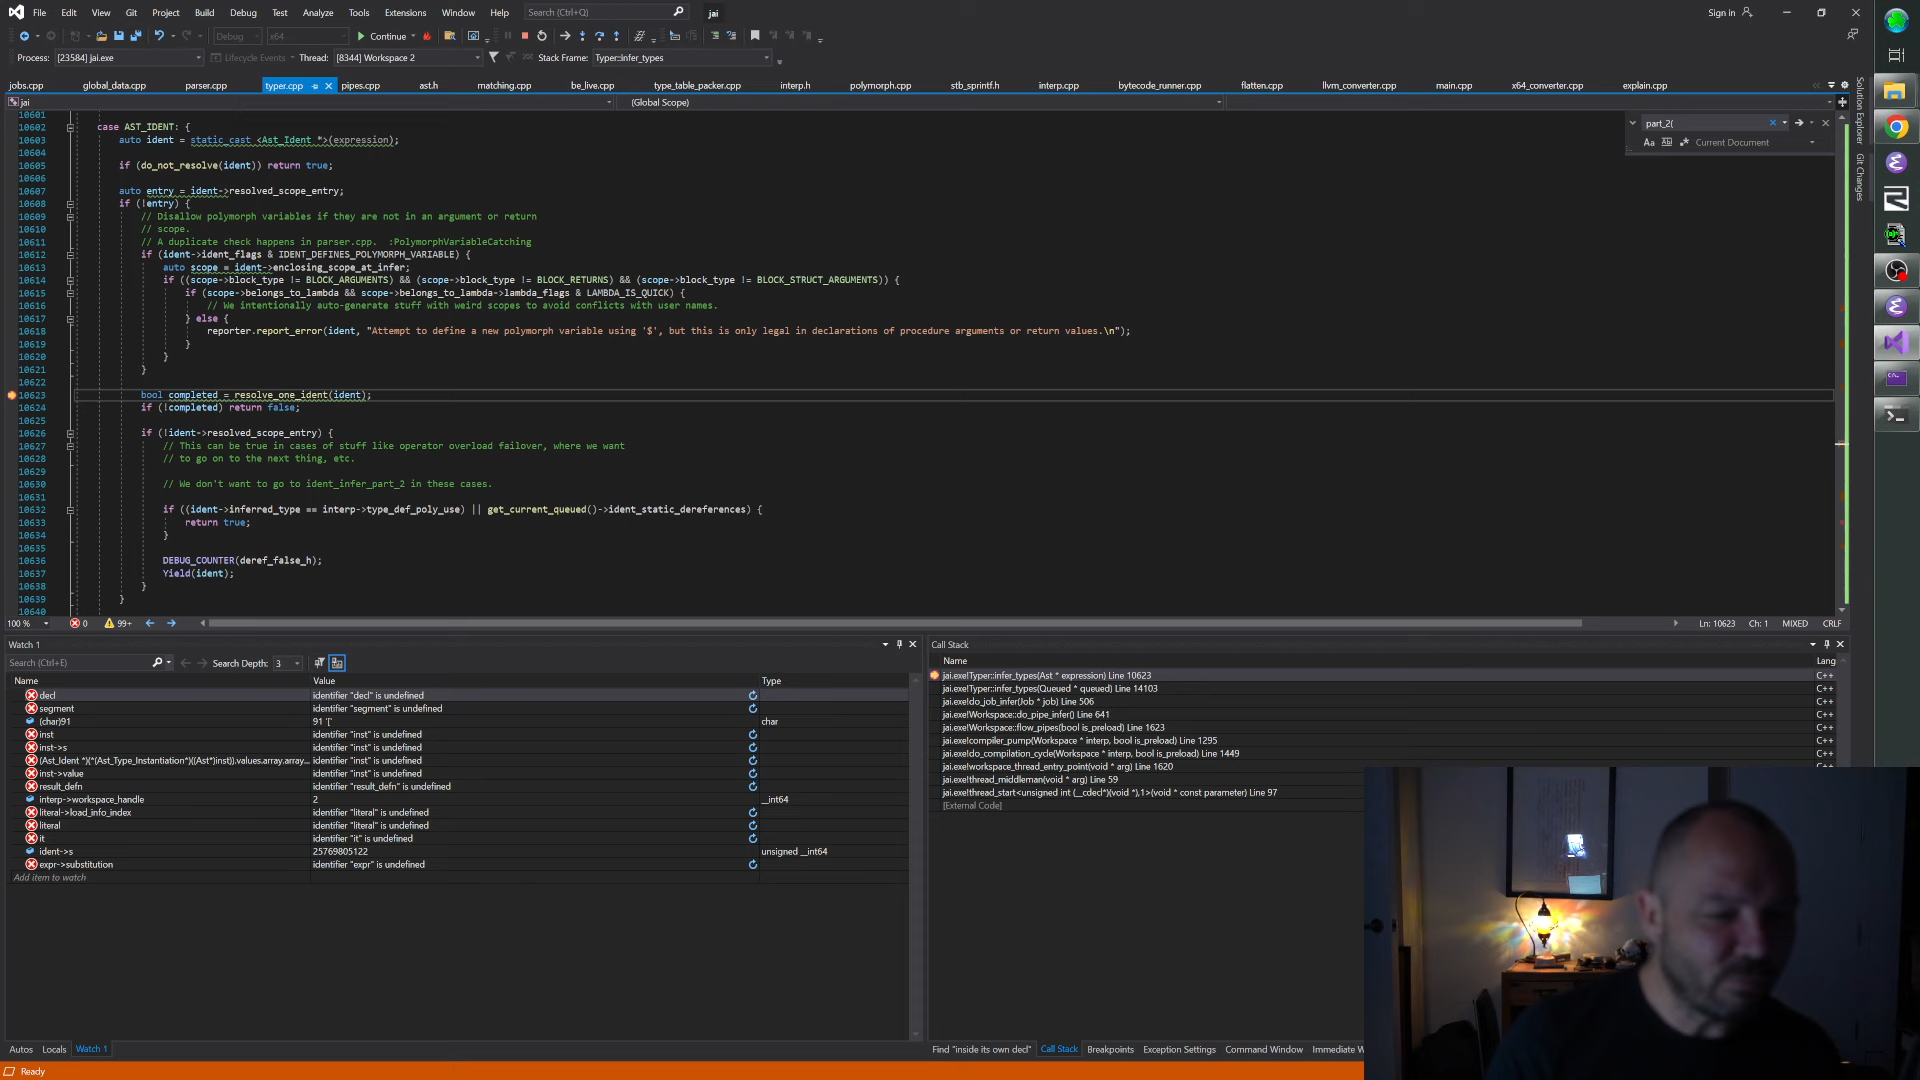 File Edit View Git Project Build Debug Test Analyze Tools Extensions Window Help Search (Ctrl+Q) jai Sign in
Debug x64 Continue
Process: [23584] jai.exe Lifecycle Events Thread: [8344] Workspace 2 Stack Frame: Typer::infer_types
jobs.cpp global_data.cpp parser.cpp typer.cpp pipes.cpp ast.h matching.cpp be_live.cpp type_table_packer.cpp interp.h polymorph.cpp stb_sprintf.h interp.cpp bytecode_runner.cpp flatten.cpp llvm_converter.cpp main.cpp x64_converter.cpp explain.cpp
jai (Global Scope)
part_2(
Aa Current Document
Solution Explorer
Git Changes
10601
10602 case AST_IDENT: {
10603 auto ident = static_cast <Ast_Ident *>(expression);
10604
10605 if (do_not_resolve(ident)) return true;
10606
10607 auto entry = ident->resolved_scope_entry;
10608 if (!entry) {
10609 // Disallow polymorph variables if they are not in an argument or return
10610 // scope.
10611 // A duplicate check happens in parser.cpp. :PolymorphVariableCatching
10612 if (ident->ident_flags & IDENT_DEFINES_POLYMORPH_VARIABLE) {
10613 auto scope = ident->enclosing_scope_at_infer;
10614 if ((scope->block_type != BLOCK_ARGUMENTS) && (scope->block_type != BLOCK_RETURNS) && (scope->block_type != BLOCK_STRUCT_ARGUMENTS)) {
10615 if (scope->belongs_to_lambda && scope->belongs_to_lambda->lambda_flags & LAMBDA_IS_QUICK) {
10616 // We intentionally auto-generate stuff with weird scopes to avoid conflicts with user names.
10617 } else {
10618 reporter.report_error(ident, "Attempt to define a new polymorph variable using '$', but this is only legal in declarations of procedure arguments or return values.\n");
10619 }
10620 }
10621 }
10622
10623 bool completed = resolve_one_ident(ident);
10624 if (!completed) return false;
10625
10626 if (!ident->resolved_scope_entry) {
10627 // This can be true in cases of stuff like operator overload failover, where we want
10628 // to go on to the next thing, etc.
10629
10630 // We don't want to go to ident_infer_part_2 in these cases.
10631
10632 if ((ident->inferred_type == interp->type_def_poly_use) || get_current_queued()->ident_static_dereferences) {
10633 return true;
10634 }
10635
10636 DEBUG_COUNTER(deref_false_h);
10637 Yield(ident);
10638 }
10639 }
10640
100 % 0 99+ Ln: 10623 Ch: 1 MIXED CRLF
Watch 1
Search (Ctrl+E) Search Depth: 3
Name Value Type
decl identifier "decl" is undefined
segment identifier "segment" is undefined
(char)91 91 '[' char
inst identifier "inst" is undefined
inst->s identifier "inst" is undefined
(Ast_Ident *)(*(Ast_Type_Instantiation*)((Ast*)inst)).values.array.array... identifier "inst" is undefined
inst->value identifier "inst" is undefined
result_defn identifier "result_defn" is undefined
interp->workspace_handle 2 __int64
literal->load_info_index identifier "literal" is undefined
literal identifier "literal" is undefined
it identifier "it" is undefined
ident->s 25769805122 unsigned __int64
expr->substitution identifier "expr" is undefined
Add item to watch
Autos Locals Watch 1
Call Stack
Name Lang
jai.exe!Typer::infer_types(Ast * expression) Line 10623 C++
jai.exe!Typer::infer_types(Queued * queued) Line 14103 C++
jai.exe!do_job_infer(Job * job) Line 506 C++
jai.exe!Workspace::do_pipe_infer() Line 641 C++
jai.exe!Workspace::flow_pipes(bool is_preload) Line 1623 C++
jai.exe!compiler_pump(Workspace * interp, bool is_preload) Line 1295 C++
jai.exe!do_compilation_cycle(Workspace * interp, bool is_preload) Line 1449 C++
jai.exe!workspace_thread_entry_point(void * arg) Line 1620 C++
jai.exe!thread_middleman(void * arg) Line 59
jai.exe!thread_start<unsigned int (__cdecl*)(void *),1>(void * const parameter) Line 97
[External Code]
Find "inside its own decl" Call Stack Breakpoints Exception Settings Command Window Immediate W
Ready